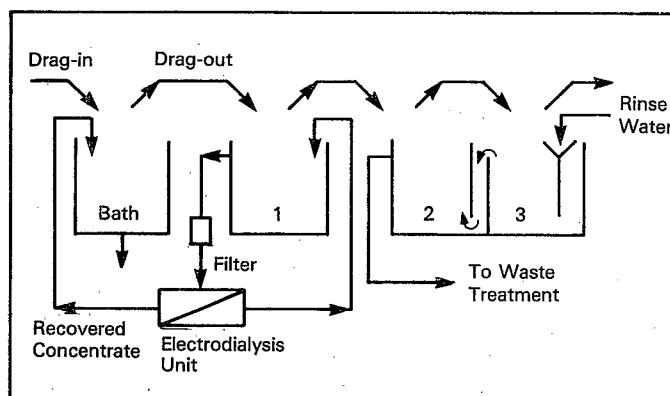 Drag-in
Drag-out
Rinse
Water
Bath
1
2
3
Filter
To Waste
Treatment
Recovered
Concentrate
Electrodialysis
Unit